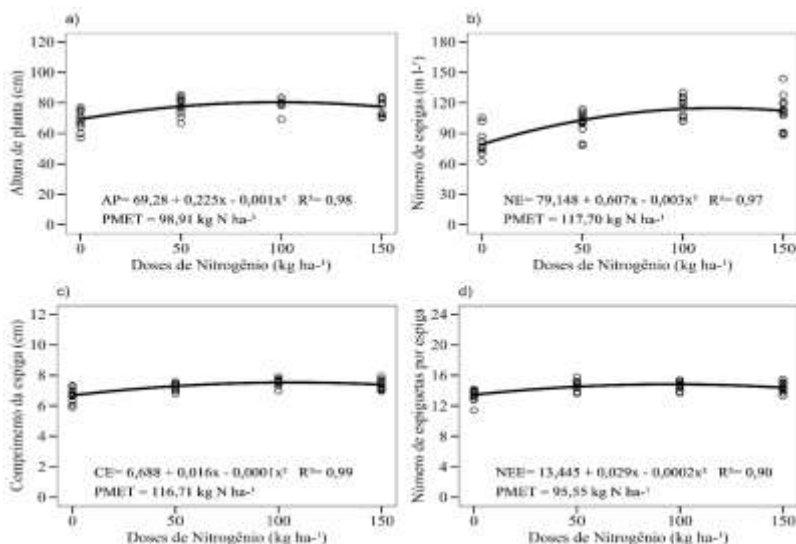 a)
Altura de planta (cm)
120
100
80
60
40
20
0
AP= 69,28 + 0,225x - 0,001x² R²= 0,98
PMET = 98,91 kg N ha-¹
0 50 100 150
Doses de Nitrogênio (kg ha-¹)
b)
Número de espigas (m l-¹)
180
150
120
90
60
30
0
NE= 79,148 + 0,607x - 0,003x² R²= 0,97
PMET = 117,70 kg N ha-¹
0 50 100 150
Doses de Nitrogênio (kg ha-¹)
c)
Comprimento da espiga (cm)
12
10
8
6
4
2
0
CE= 6,688 + 0,016x - 0,0001x² R²= 0,99
PMET = 116,71 kg N ha-¹
0 50 100 150
Doses de Nitrogênio (kg ha-¹)
d)
Número de espiguetas por espiga
24
20
16
12
8
4
0
NEE= 13,445 + 0,029x - 0,0002x² R²= 0,90
PMET = 95,55 kg N ha-¹
0 50 100 150
Doses de Nitrogênio (kg ha-¹)